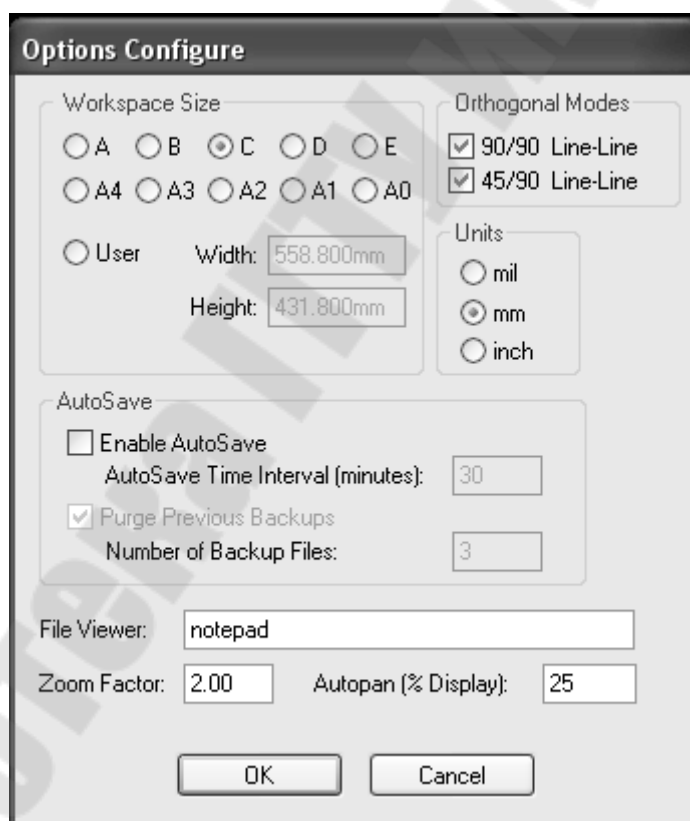 Options Configure
Workspace Size
A B C D E
A4 A3 A2 A1 A0
User Width: 558.800mm
Height: 431.800mm
Orthogonal Modes
90/90 Line-Line
45/90 Line-Line
Units
mil
mm
inch
AutoSave
Enable AutoSave
AutoSave Time Interval (minutes): 30
Purge Previous Backups
Number of Backup Files: 3
File Viewer: notepad
Zoom Factor: 2.00 Autopan (% Display): 25
OK Cancel